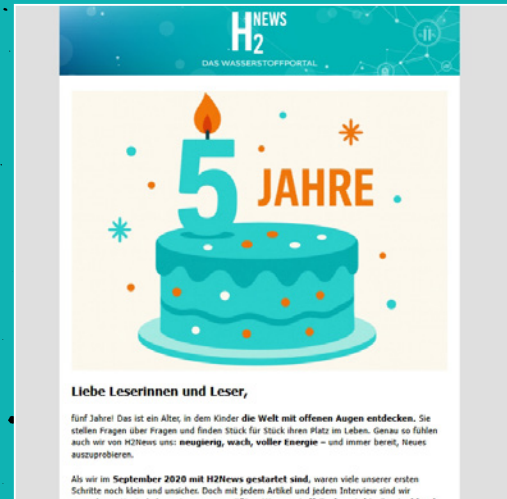 H2 NEWS
DAS WASSERSTOFFPORTAL
5 JAHRE
Liebe Leserinnen und Leser,
fünf Jahre! Das ist ein Alter, in dem Kinder die Welt mit offenen Augen entdecken. Sie
stellen Fragen über Fragen und finden Stück für Stück ihren Platz im Leben. Genau so fühlen
auch wir von H2News uns: neugierig, wach, voller Energie – und immer bereit, Neues
auszuprobieren.
Als wir im September 2020 mit H2News gestartet sind, waren viele unserer ersten
Schritte noch klein und unsicher. Doch mit jedem Artikel und jedem Interview sind wir